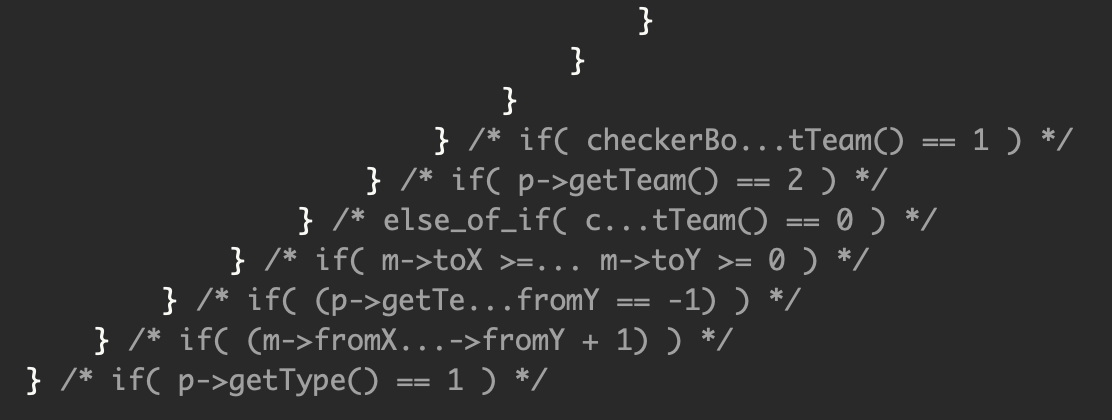 }
}
}
} /* if( checkerBo...tTeam() == 1 ) */
} /* if( p->getTeam() == 2 ) */
} /* else_of_if( c...tTeam() == 0 ) */
} /* if( m->toX >=... m->toY >= 0 ) */
} /* if( (p->getTe...fromY == -1) ) */
} /* if( (m->fromX...->fromY + 1) ) */
} /* if( p->getType() == 1 ) */